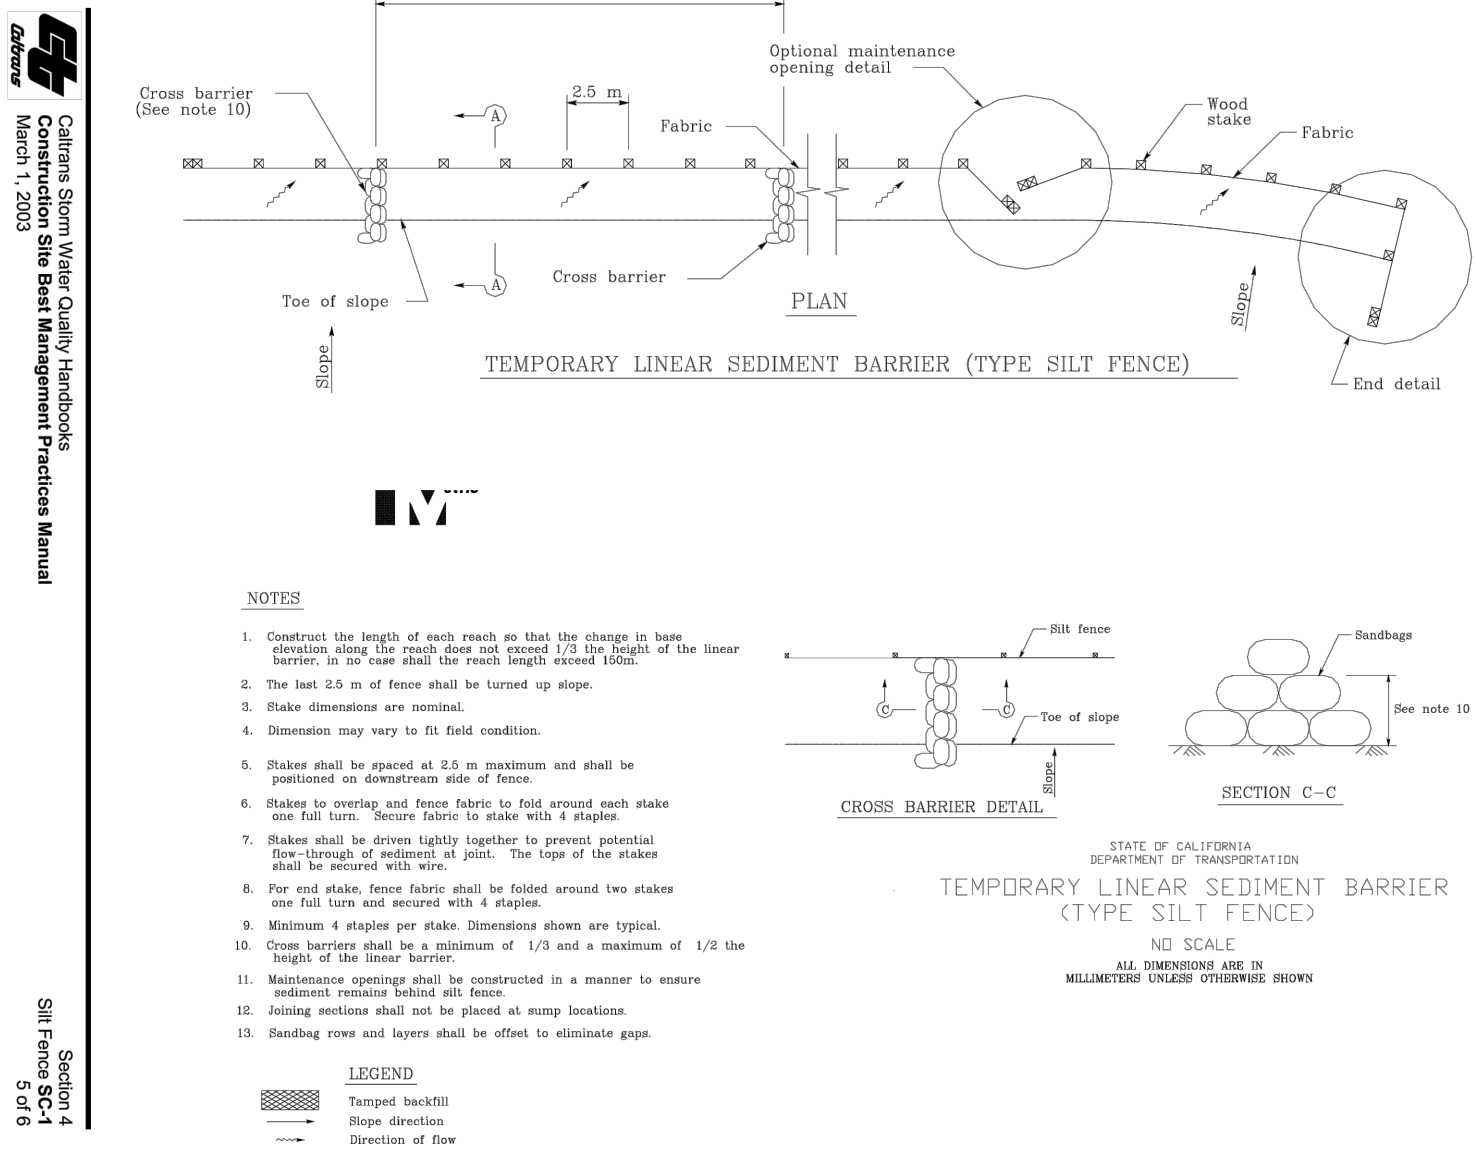 Caltrans
Caltrans Storm Water Quality Handbooks
Construction Site Best Management Practices Manual
March 1, 2003
Section 4
Silt Fence SC-1
5 of 6
Cross barrier
(See note 10)
A
2.5 m
Fabric
Optional maintenance
opening detail
Wood
stake
Fabric
Toe of slope
A
Cross barrier
PLAN
Slope
Slope
End detail
TEMPORARY LINEAR SEDIMENT BARRIER (TYPE SILT FENCE)
NOTES
1. Construct the length of each reach so that the change in base
elevation along the reach does not exceed 1/3 the height of the linear
barrier, in no case shall the reach length exceed 150m.
2. The last 2.5 m of fence shall be turned up slope.
3. Stake dimensions are nominal.
4. Dimension may vary to fit field condition.
5. Stakes shall be spaced at 2.5 m maximum and shall be
positioned on downstream side of fence.
6. Stakes to overlap and fence fabric to fold around each stake
one full turn. Secure fabric to stake with 4 staples.
7. Stakes shall be driven tightly together to prevent potential
flow-through of sediment at joint. The tops of the stakes
shall be secured with wire.
8. For end stake, fence fabric shall be folded around two stakes
one full turn and secured with 4 staples.
9. Minimum 4 staples per stake. Dimensions shown are typical.
10. Cross barriers shall be a minimum of 1/3 and a maximum of 1/2 the
height of the linear barrier.
11. Maintenance openings shall be constructed in a manner to ensure
sediment remains behind silt fence.
12. Joining sections shall not be placed at sump locations.
13. Sandbag rows and layers shall be offset to eliminate gaps.
LEGEND
Tamped backfill
Slope direction
Direction of flow
Silt fence
C
C
Toe of slope
Slope
CROSS BARRIER DETAIL
Sandbags
See note 10
SECTION C-C
STATE OF CALIFORNIA
DEPARTMENT OF TRANSPORTATION
TEMPORARY LINEAR SEDIMENT BARRIER
(TYPE SILT FENCE)
NO SCALE
ALL DIMENSIONS ARE IN
MILLIMETERS UNLESS OTHERWISE SHOWN